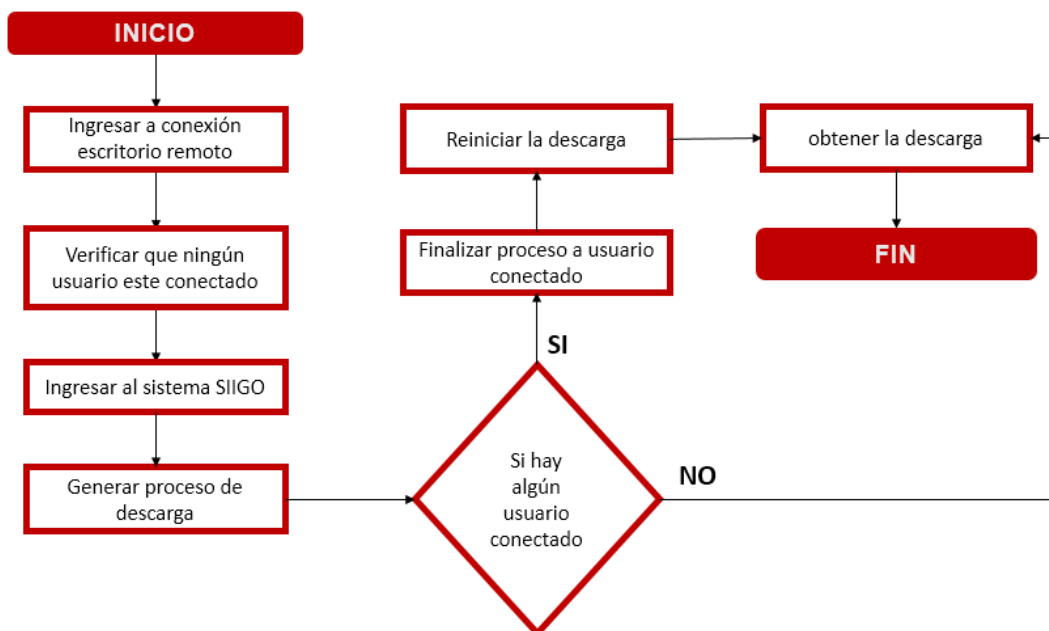 INICIO
Ingresar a conexión
escritorio remoto
Verificar que ningún
usuario este conectado
Ingresar al sistema SIIGO
Generar proceso de
descarga
Si hay
algún
usuario
conectado
SI
Finalizar proceso a usuario
conectado
Reiniciar la descarga
NO
obtener la descarga
FIN